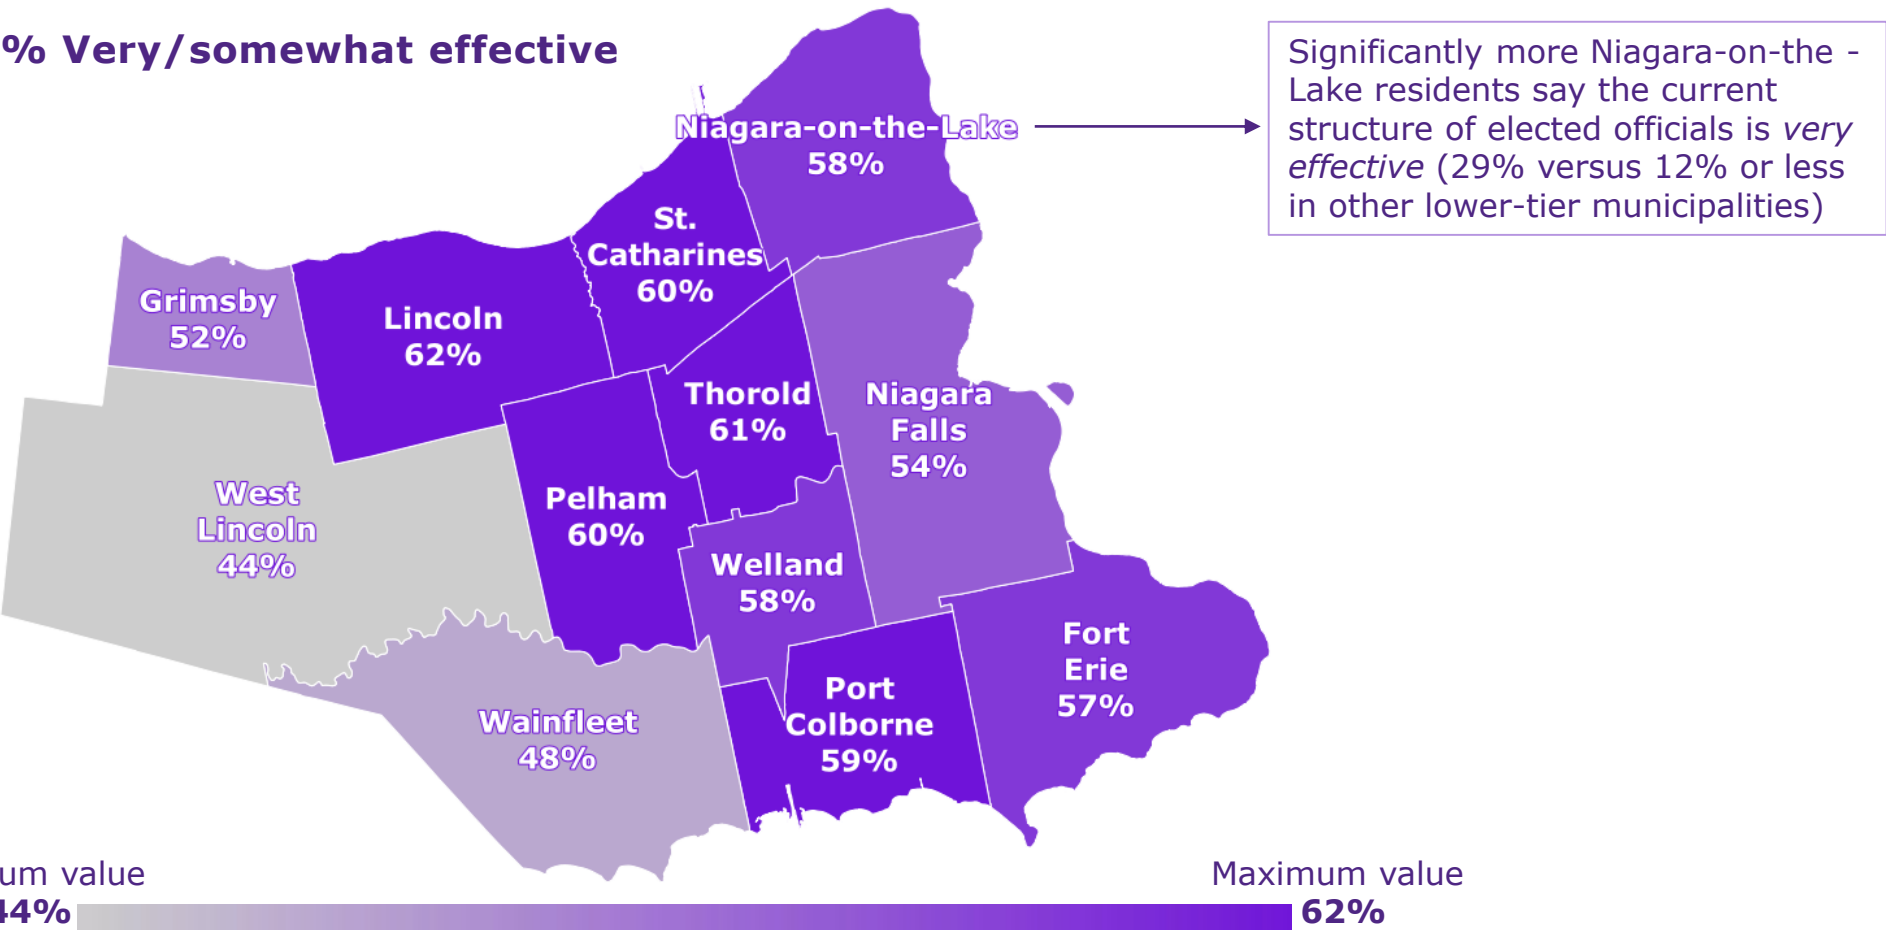 % Very/somewhat effective
Significantly more Niagara-on-the -
Lake residents say the current
structure of elected officials is very
effective (29% versus 12% or less
in other lower-tier municipalities)
Niagara-on-the-Lake
58%
St.
Catharines
60%
Grimsby
52%
Lincoln
62%
Thorold
61%
Niagara
Falls
54%
West
Lincoln
44%
Pelham
60%
Welland
58%
Fort
Erie
57%
Port
Colborne
59%
Wainfleet
48%
um value
44%
Maximum value
62%